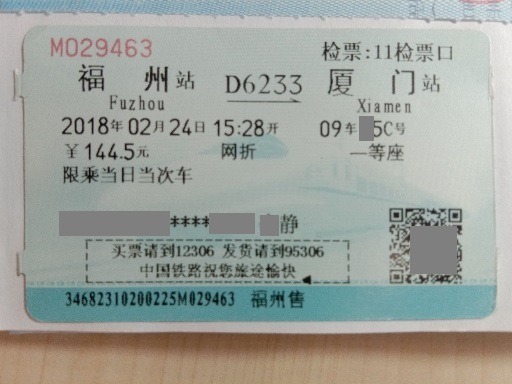 M029463
检票:11检票口
福州站 D6233 厦门站
Fuzhou Xiamen
2018年02月24日15:28开 09车 5C号
￥144.5元 网折 一等座
限乘当日当次车
**** 静
买票请到12306 发货请到95306
中国铁路祝您旅途愉快
34682310200225M029463 福州售